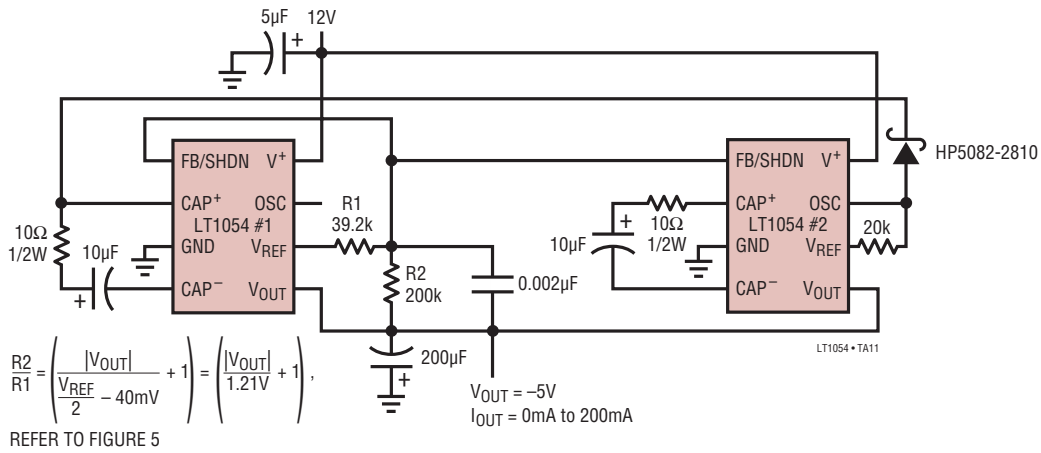 5µF 12V
+
FB/SHDN V+
CAP+ OSC
LT1054 #1
GND VREF
CAP– VOUT
R1
39.2k
10Ω
1/2W
10µF
+
R2
200k
0.002µF
200µF
+
VOUT = –5V
IOUT = 0mA to 200mA
FB/SHDN V+
CAP+ OSC
LT1054 #2
GND VREF
CAP– VOUT
+
10Ω
1/2W
10µF
20k
HP5082-2810
LT1054 • TA11
R2/R1 = (|VOUT|/(VREF/2 – 40mV) + 1) = (|VOUT|/1.21V + 1),
REFER TO FIGURE 5